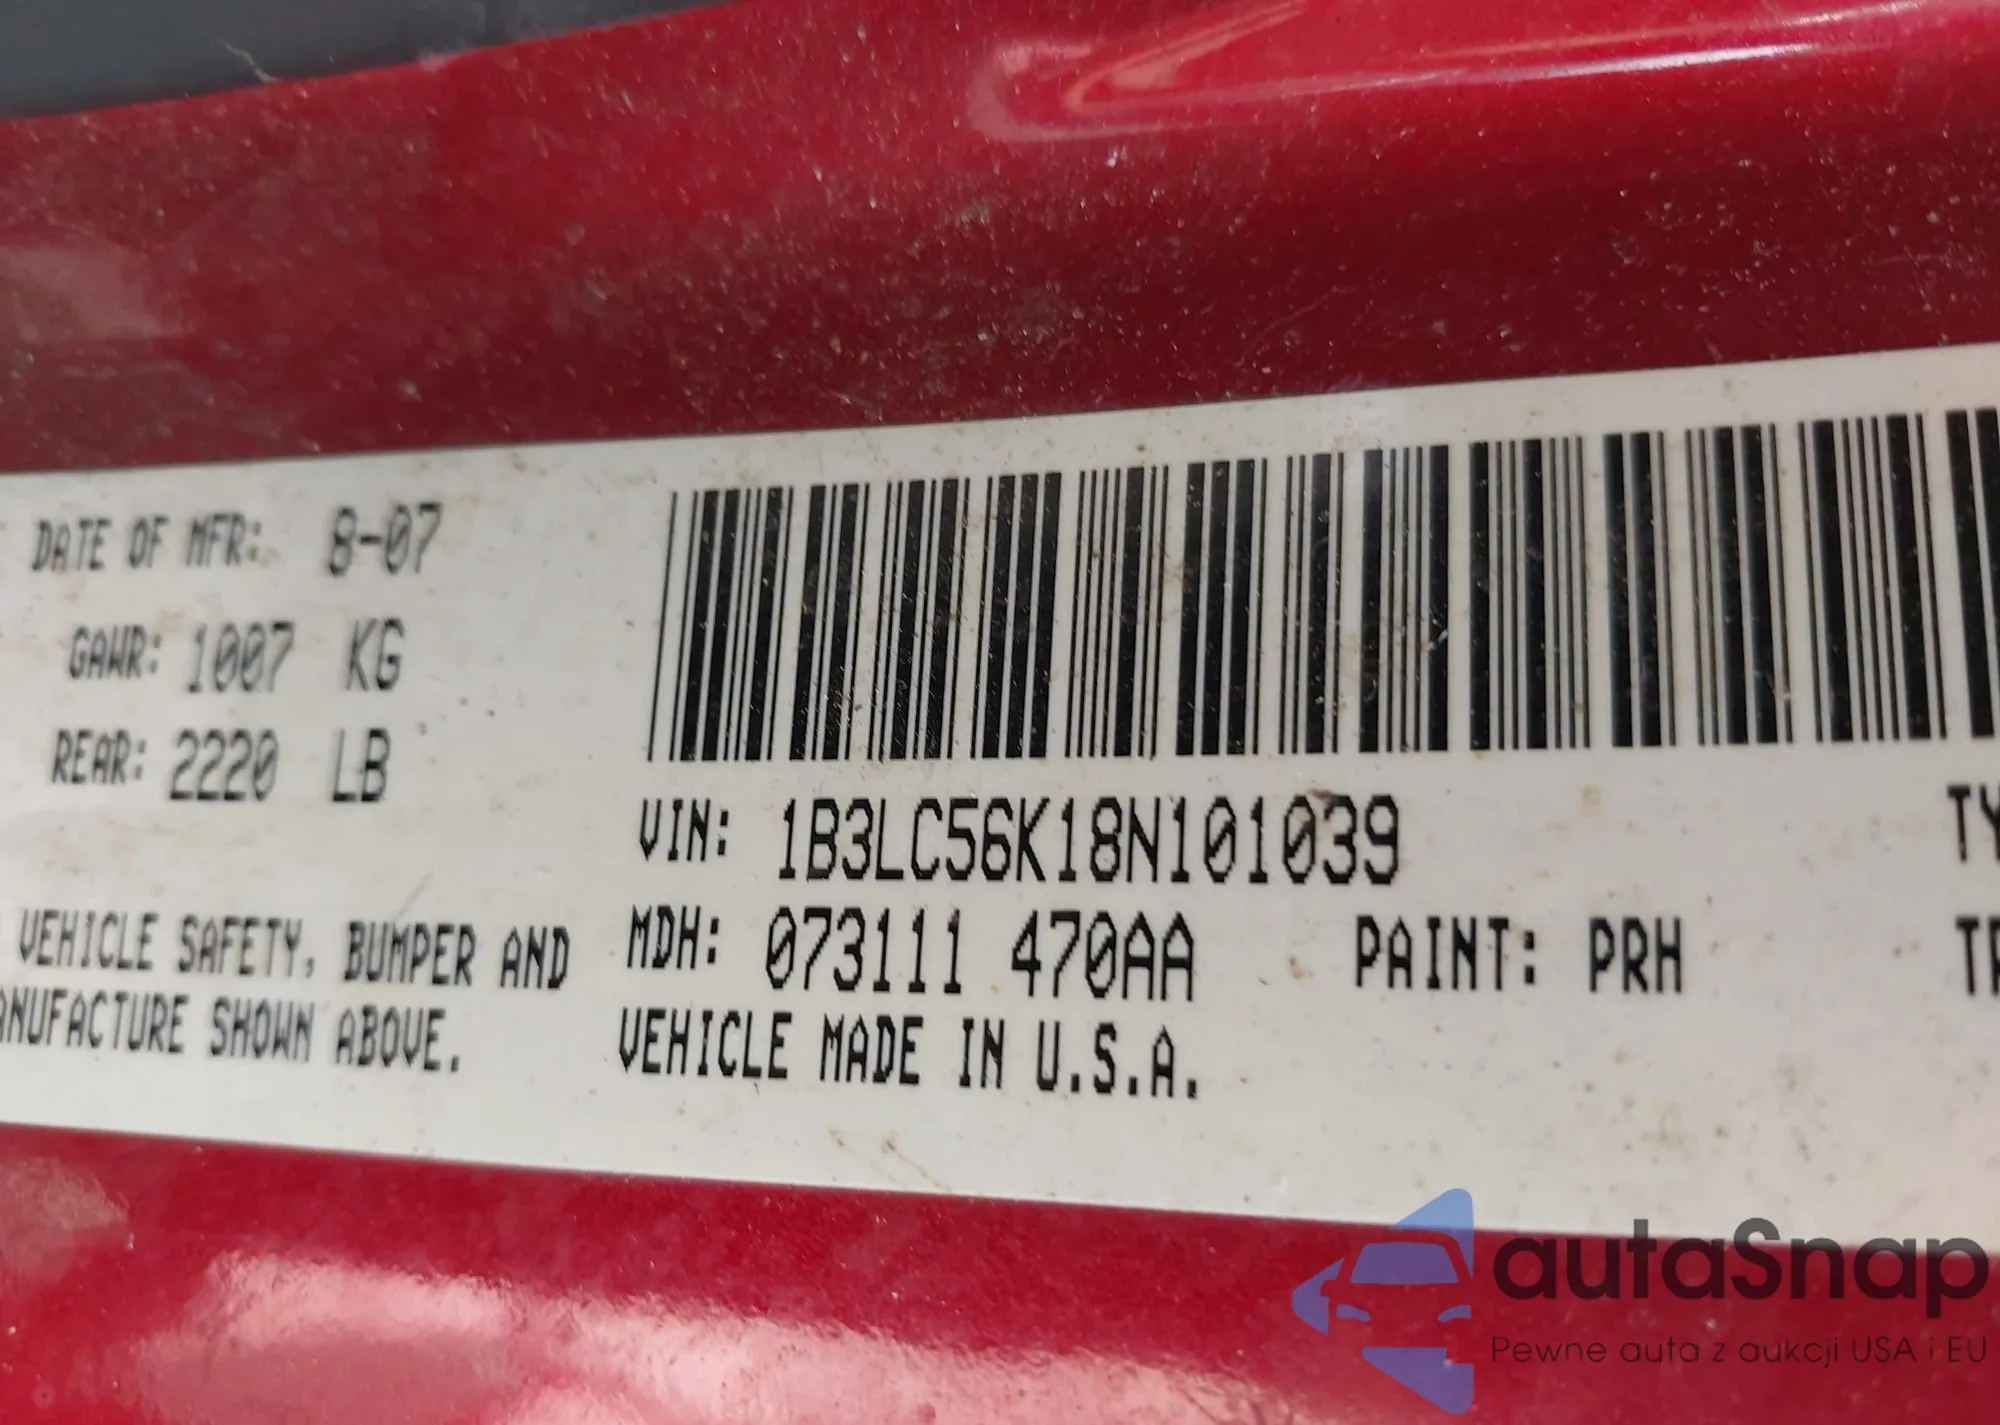 DATE OF MFR: 8-07
GAWR: 1007 KG
REAR: 2220 LB
VIN: 1B3LC56K18N101039
TY
VEHICLE SAFETY, BUMPER AND
MDH: 073111 470AA
PAINT: PRH
ANUFACTURE SHOWN ABOVE.
VEHICLE MADE IN U.S.A.
autaSnap
Pewne auta z aukcji USA i EU